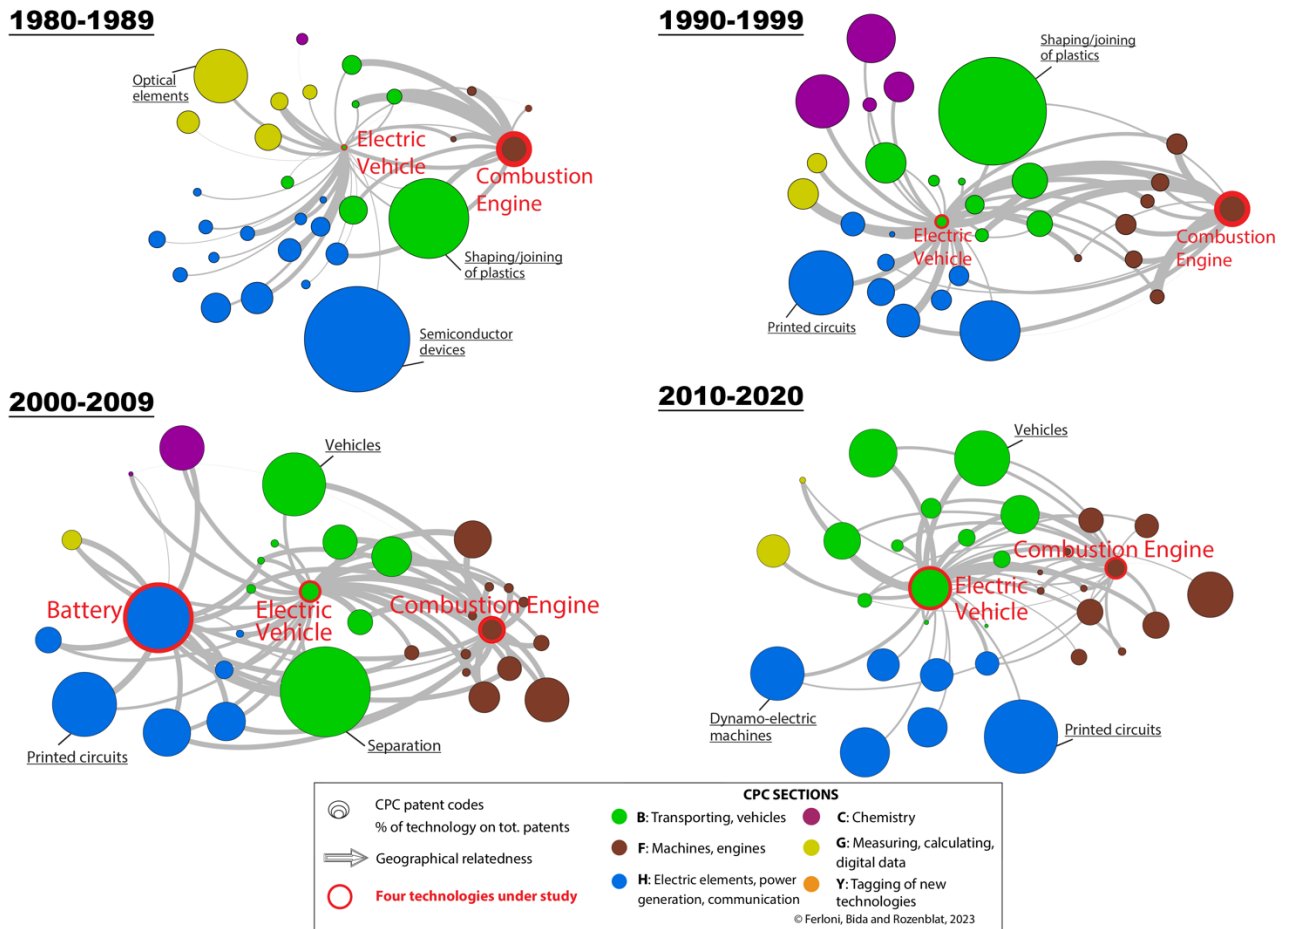 1980-1989
Optical
elements
Electric
Vehicle
Combustion
Engine
Shaping/joining
of plastics
Semiconductor
devices
1990-1999
Shaping/joining
of plastics
Electric
Vehicle
Combustion
Engine
Printed circuits
2000-2009
Vehicles
Battery
Electric
Vehicle
Combustion Engine
Printed circuits
Separation
2010-2020
Vehicles
Combustion Engine
Electric
Vehicle
Dynamo-electric
machines
Printed circuits
CPC patent codes
% of technology on tot. patents
Geographical relatedness
Four technologies under study
CPC SECTIONS
B: Transporting, vehicles
F: Machines, engines
H: Electric elements, power
generation, communication
C: Chemistry
G: Measuring, calculating,
digital data
Y: Tagging of new
technologies
© Ferloni, Bida and Rozenblat, 2023